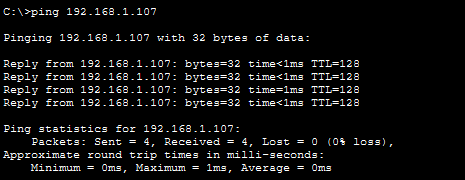 C:\>ping 192.168.1.107
Pinging 192.168.1.107 with 32 bytes of data:
Reply from 192.168.1.107: bytes=32 time<1ms TTL=128
Reply from 192.168.1.107: bytes=32 time<1ms TTL=128
Reply from 192.168.1.107: bytes=32 time=1ms TTL=128
Reply from 192.168.1.107: bytes=32 time<1ms TTL=128
Ping statistics for 192.168.1.107:
Packets: Sent = 4, Received = 4, Lost = 0 (0% loss),
Approximate round trip times in milli-seconds:
Minimum = 0ms, Maximum = 1ms, Average = 0ms